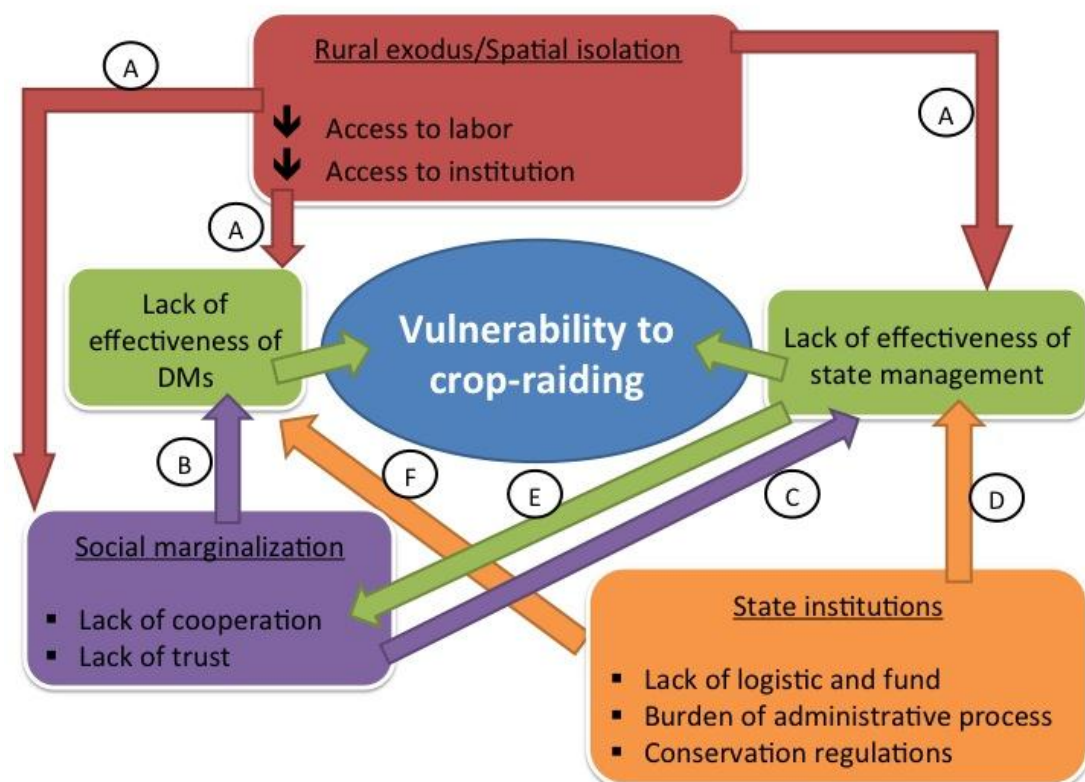 Rural exodus/Spatial isolation
Access to labor
Access to institution
A
A
A
Lack of
effectiveness of
DMs
Vulnerability to
crop-raiding
Lack of effectiveness of
state management
B
F
E
C
D
Social marginalization
▪ Lack of cooperation
▪ Lack of trust
State institutions
▪ Lack of logistic and fund
▪ Burden of administrative process
▪ Conservation regulations